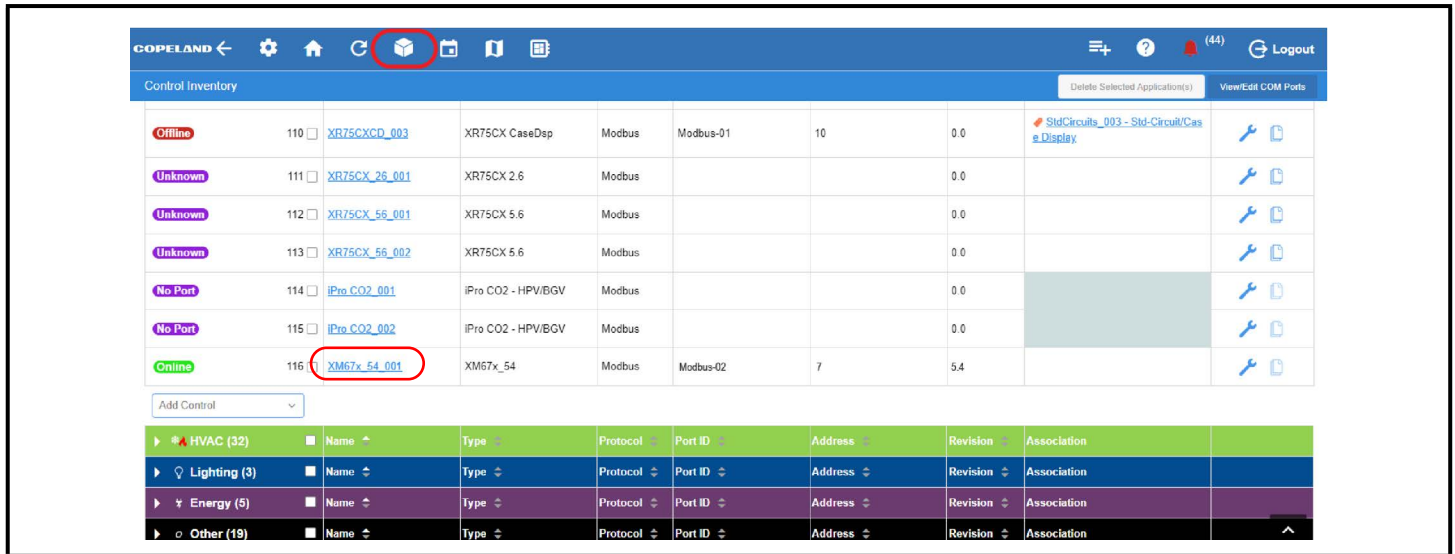 COPELAND (44) Logout
Control Inventory Delete Selected Application(s) View/Edit COM Ports
Offline 110 XR75CXCD_003 XR75CX CaseDsp Modbus Modbus-01 10 0.0 StdCircuits_003 - Std-Circuit/Cas
e Display
Unknown 111 XR75CX_26_001 XR75CX 2.6 Modbus 0.0
Unknown 112 XR75CX_56_001 XR75CX 5.6 Modbus 0.0
Unknown 113 XR75CX_56_002 XR75CX 5.6 Modbus 0.0
No Port 114 iPro CO2_001 iPro CO2 - HPV/BGV Modbus 0.0
No Port 115 iPro CO2_002 iPro CO2 - HPV/BGV Modbus 0.0
Online 116 XM67x_54_001 XM67x_54 Modbus Modbus-02 7 5.4
Add Control
HVAC (32) Name Type Protocol Port ID Address Revision Association
Lighting (3) Name Type Protocol Port ID Address Revision Association
Energy (5) Name Type Protocol Port ID Address Revision Association
Other (19) Name Type Protocol Port ID Address Revision Association